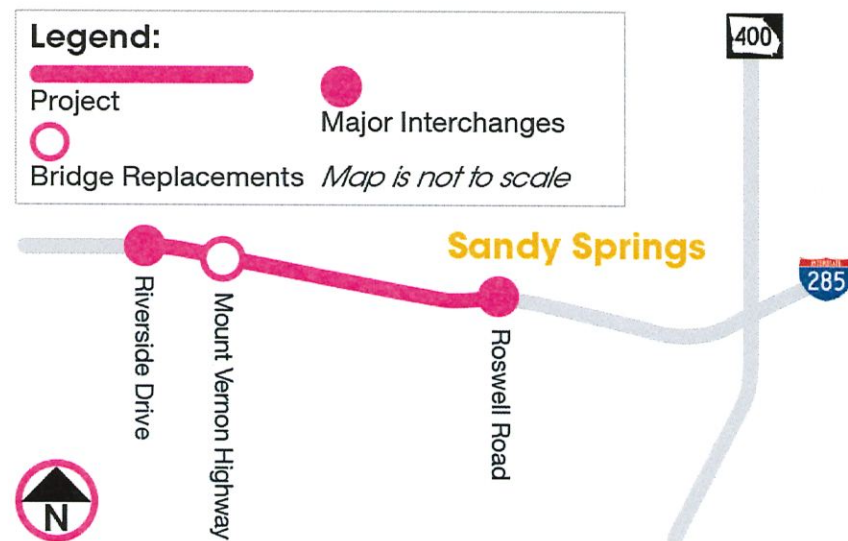 Legend:
Project
Major Interchanges
Bridge Replacements
Map is not to scale
400
Sandy Springs
INTERSTATE
285
Riverside Drive
Mount Vernon Highway
Roswell Road
N